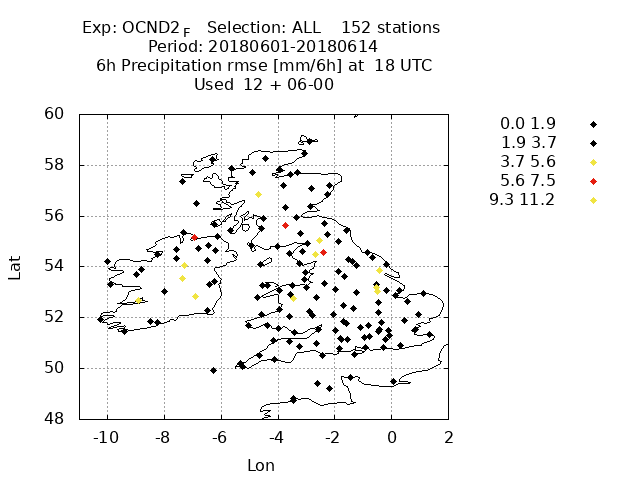 Exp: OCND2 F Selection: ALL 152 stations
Period: 20180601-20180614
6h Precipitation rmse [mm/6h] at 18 UTC
Used 12 + 06-00
0.0 1.9
1.9 3.7
3.7 5.6
5.6 7.5
9.3 11.2
60
58
56
54
52
50
48
Lat
-10 -8 -6 -4 -2 0 2
Lon